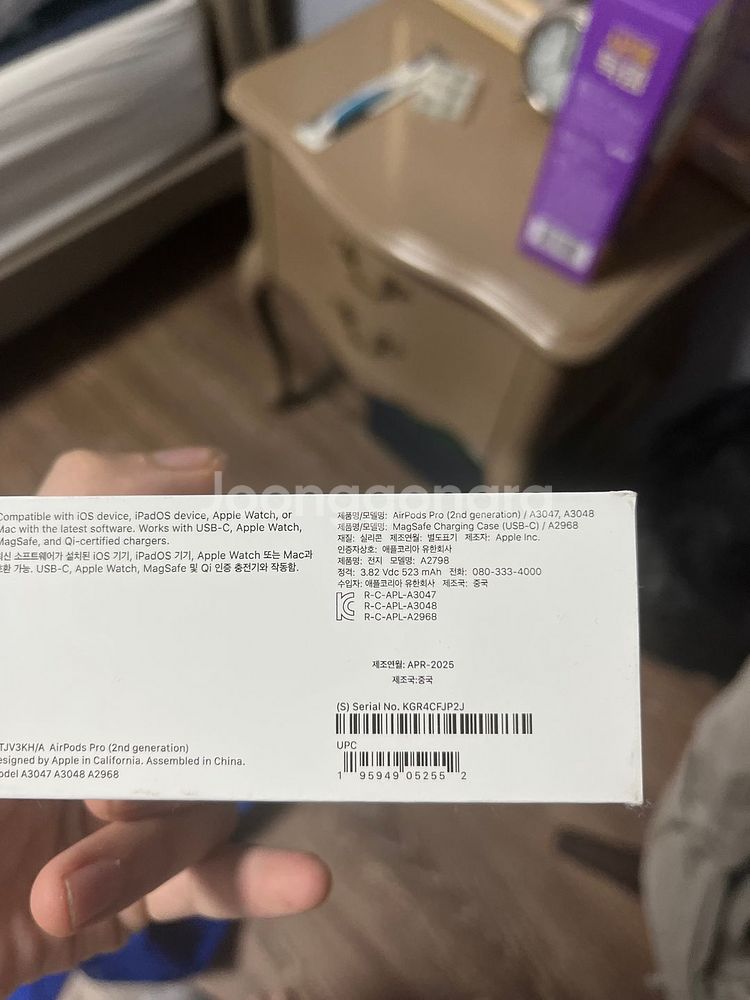 joonggonara
Compatible with iOS device, iPadOS device, Apple Watch, or
Mac with the latest software. Works with USB-C, Apple Watch,
MagSafe, and Qi-certified chargers.
최신 소프트웨어가 설치된 iOS 기기, iPadOS 기기, Apple Watch 또는 Mac과
호환 가능. USB-C, Apple Watch, MagSafe 및 Qi 인증 충전기와 작동함.
TJV3KH/A AirPods Pro (2nd generation)
Designed by Apple in California. Assembled in China.
Model A3047 A3048 A2968
제품명/모델명: AirPods Pro (2nd generation) / A3047, A3048
제품명/모델명: MagSafe Charging Case (USB-C) / A2968
재질: 실리콘 제조연월: 별도표기 제조자: Apple Inc.
인증자상호: 애플코리아 유한회사
제품명: 전지 모델명: A2798
정격: 3.82 Vdc 523 mAh 전화: 080-333-4000
수입자: 애플코리아 유한회사 제조국: 중국
R-C-APL-A3047
R-C-APL-A3048
R-C-APL-A2968
제조연월: APR-2025
제조국:중국
(S) Serial No. KGR4CFJP2J
UPC
1 95949 05255 2